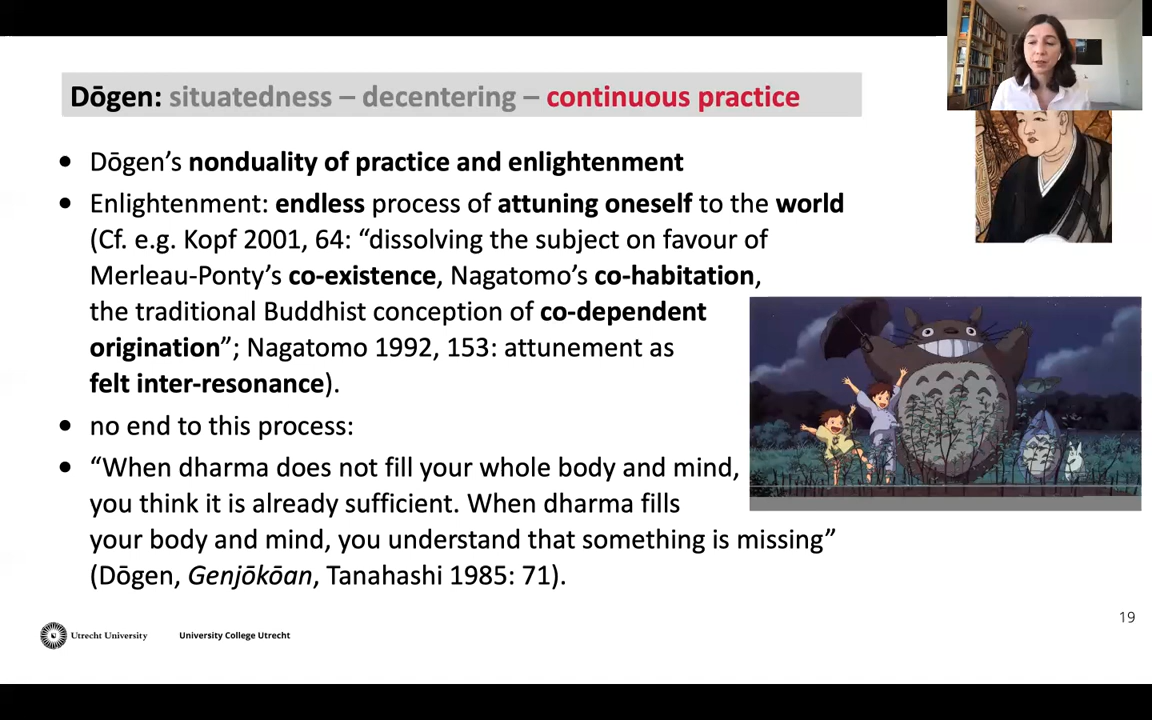 Dōgen: situatedness – decentering – continuous practice
• Dōgen’s nonduality of practice and enlightenment
• Enlightenment: endless process of attuning oneself to the world
(Cf. e.g. Kopf 2001, 64: “dissolving the subject on favour of
Merleau-Ponty’s co-existence, Nagatomo’s co-habitation,
the traditional Buddhist conception of co-dependent
origination”; Nagatomo 1992, 153: attunement as
felt inter-resonance).
• no end to this process:
• “When dharma does not fill your whole body and mind,
you think it is already sufficient. When dharma fills
your body and mind, you understand that something is missing”
(Dōgen, Genjōkōan, Tanahashi 1985: 71).
19
Utrecht University
University College Utrecht